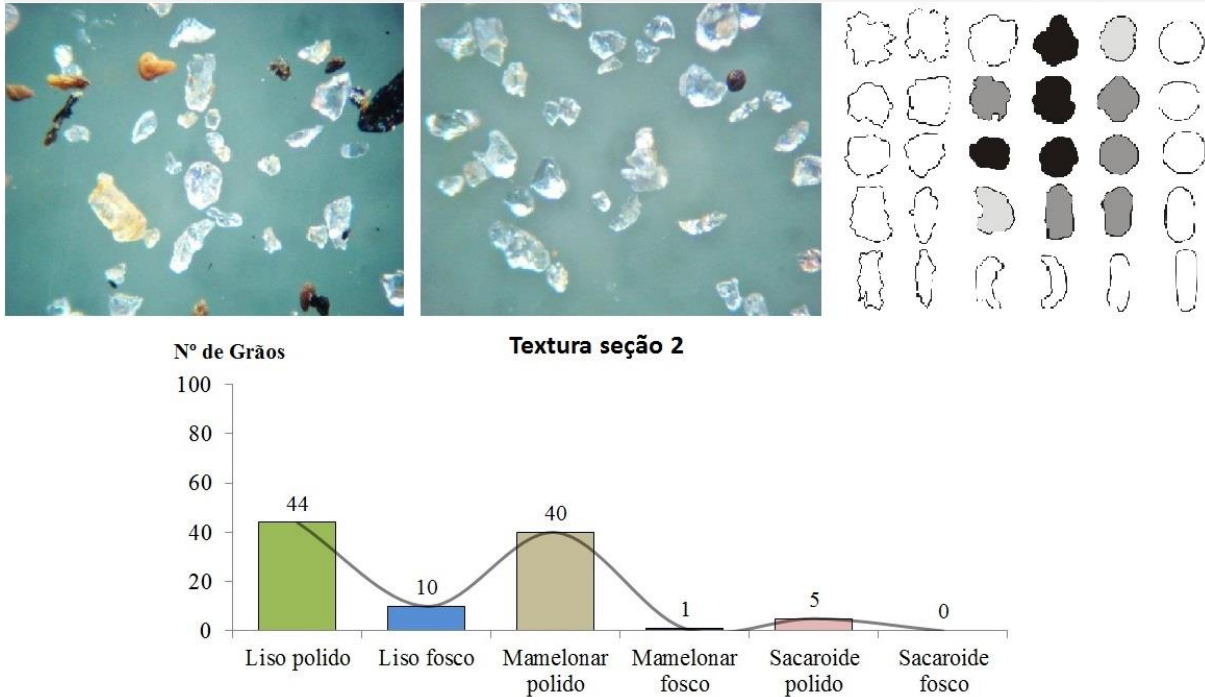 Nº de Grãos
Textura seção 2
100
80
60
40
20
0
44
10
40
1
5
0
Liso polido
Liso fosco
Mamelonar
polido
Mamelonar
fosco
Sacaroide
polido
Sacaroide
fosco